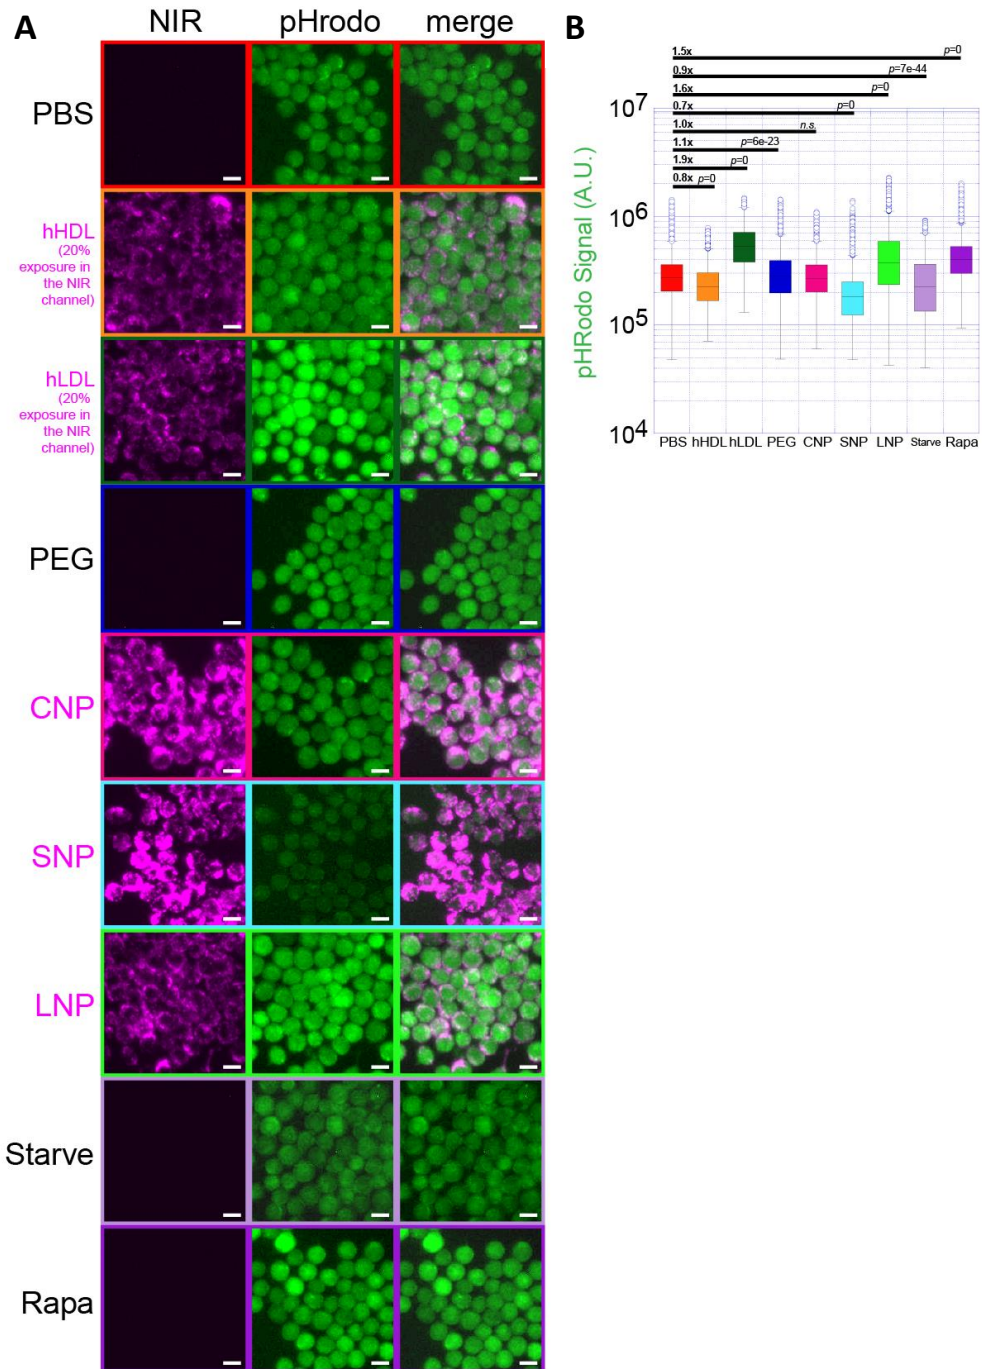 A
NIR pHrodo merge
PBS
hHDL
(20%
exposure in
the NIR
channel)
hLDL
(20%
exposure in
the NIR
channel)
PEG
CNP
SNP
LNP
Starve
Rapa
B
1.5x p=0
0.9x p=7e-44
1.6x p=0
0.7x p=0
1.0x n.s.
1.1x p=6e-23
1.9x p=0
0.8x p=0
pHRodo Signal (A.U.)
10⁷
10⁶
10⁵
10⁴
PBS hHDL hLDL PEG CNP SNP LNP Starve Rapa